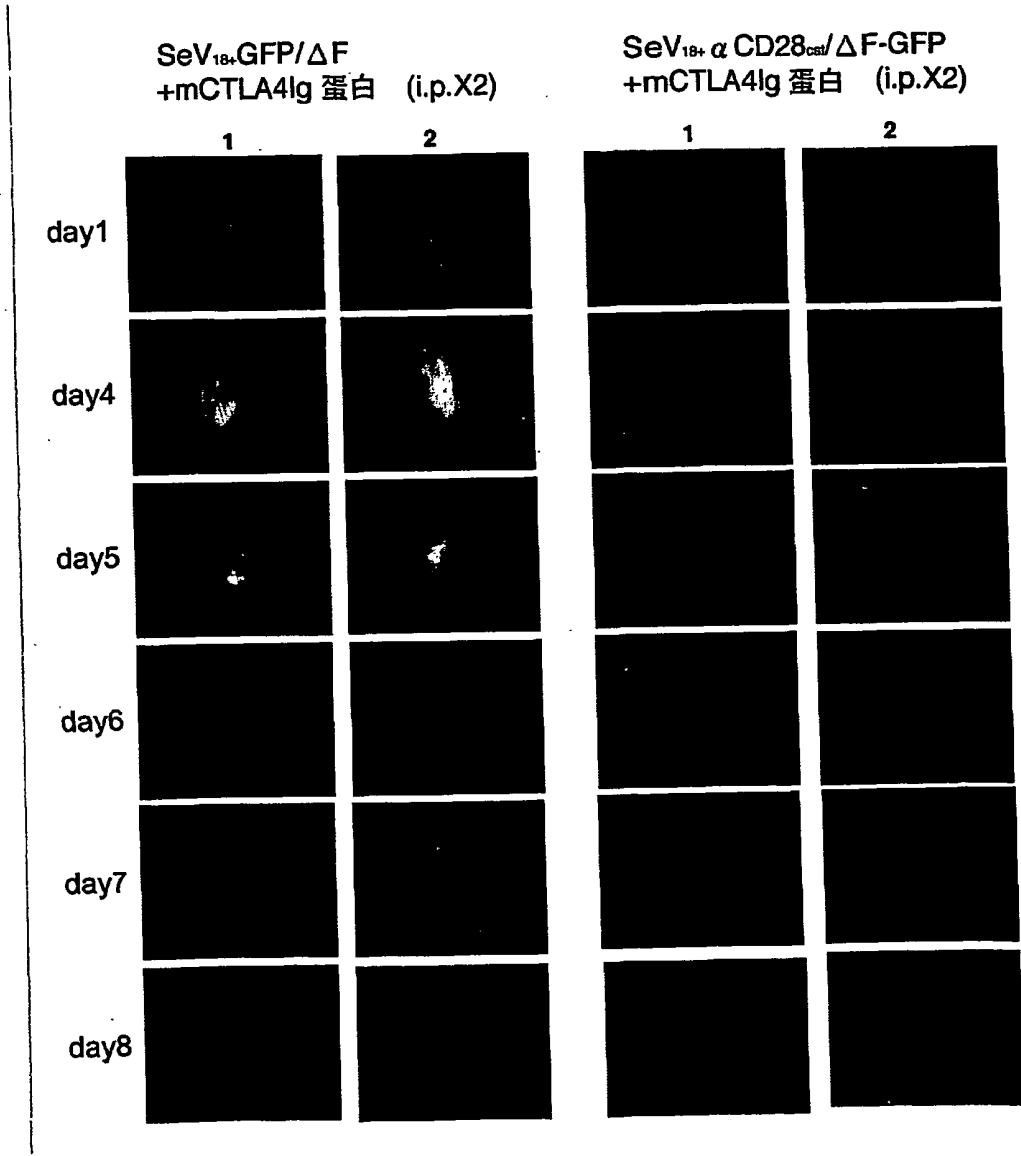 SeV18+GFP/ΔF
+mCTLA4Ig 蛋白 (i.p.X2)
SeV18+αCD28cst/ΔF-GFP
+mCTLA4Ig 蛋白 (i.p.X2)
1 2 1 2
day1
day4
day5
day6
day7
day8